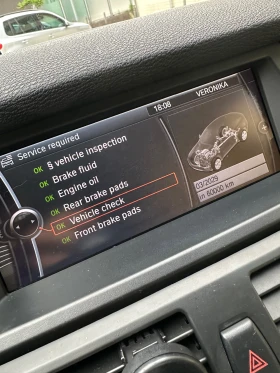 Service required
18:08
VERONIKA
OK § vehicle inspection
OK Brake fluid
OK Engine oil
OK Rear brake pads
OK Vehicle check
OK Front brake pads
03/2029
in 60000 km